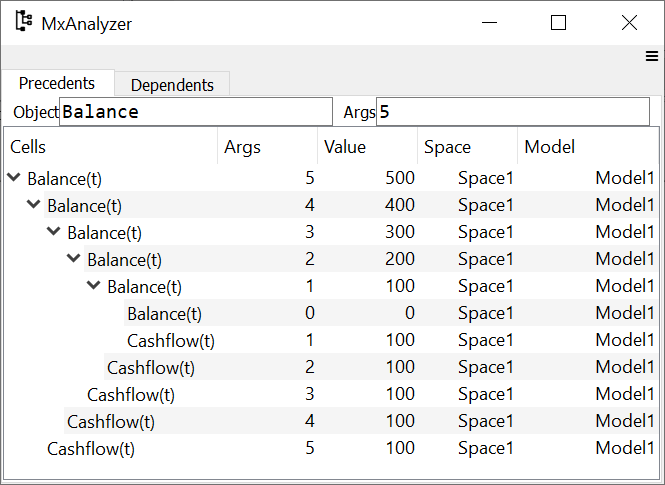 MxAnalyzer
Precedents Dependents
Object Balance Args 5
Cells Args Value Space Model
Balance(t) 5 500 Space1 Model1
Balance(t) 4 400 Space1 Model1
Balance(t) 3 300 Space1 Model1
Balance(t) 2 200 Space1 Model1
Balance(t) 1 100 Space1 Model1
Balance(t) 0 0 Space1 Model1
Cashflow(t) 1 100 Space1 Model1
Cashflow(t) 2 100 Space1 Model1
Cashflow(t) 3 100 Space1 Model1
Cashflow(t) 4 100 Space1 Model1
Cashflow(t) 5 100 Space1 Model1